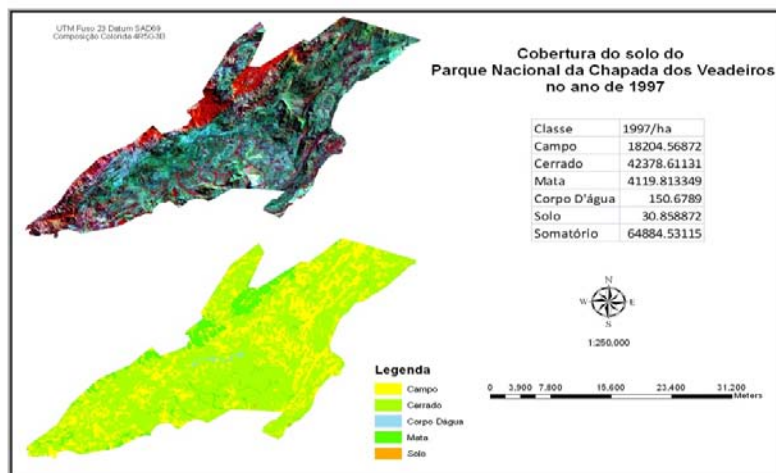 UTM Fuso 23 Datum SAD69
Composição Colorida 4R5G3B
Cobertura do solo do
Parque Nacional da Chapada dos Veadeiros
no ano de 1997
Classe 1997/ha
Campo 18204.56872
Cerrado 42378.61131
Mata 4119.813349
Corpo D'água 150.6789
Solo 30.858872
Somatório 64884.53115
N
W E
S
1:250.000
Legenda
Campo
Cerrado
Corpo Dágua
Mata
Solo
0 3.900 7.800 15.600 23.400 31.200
Meters